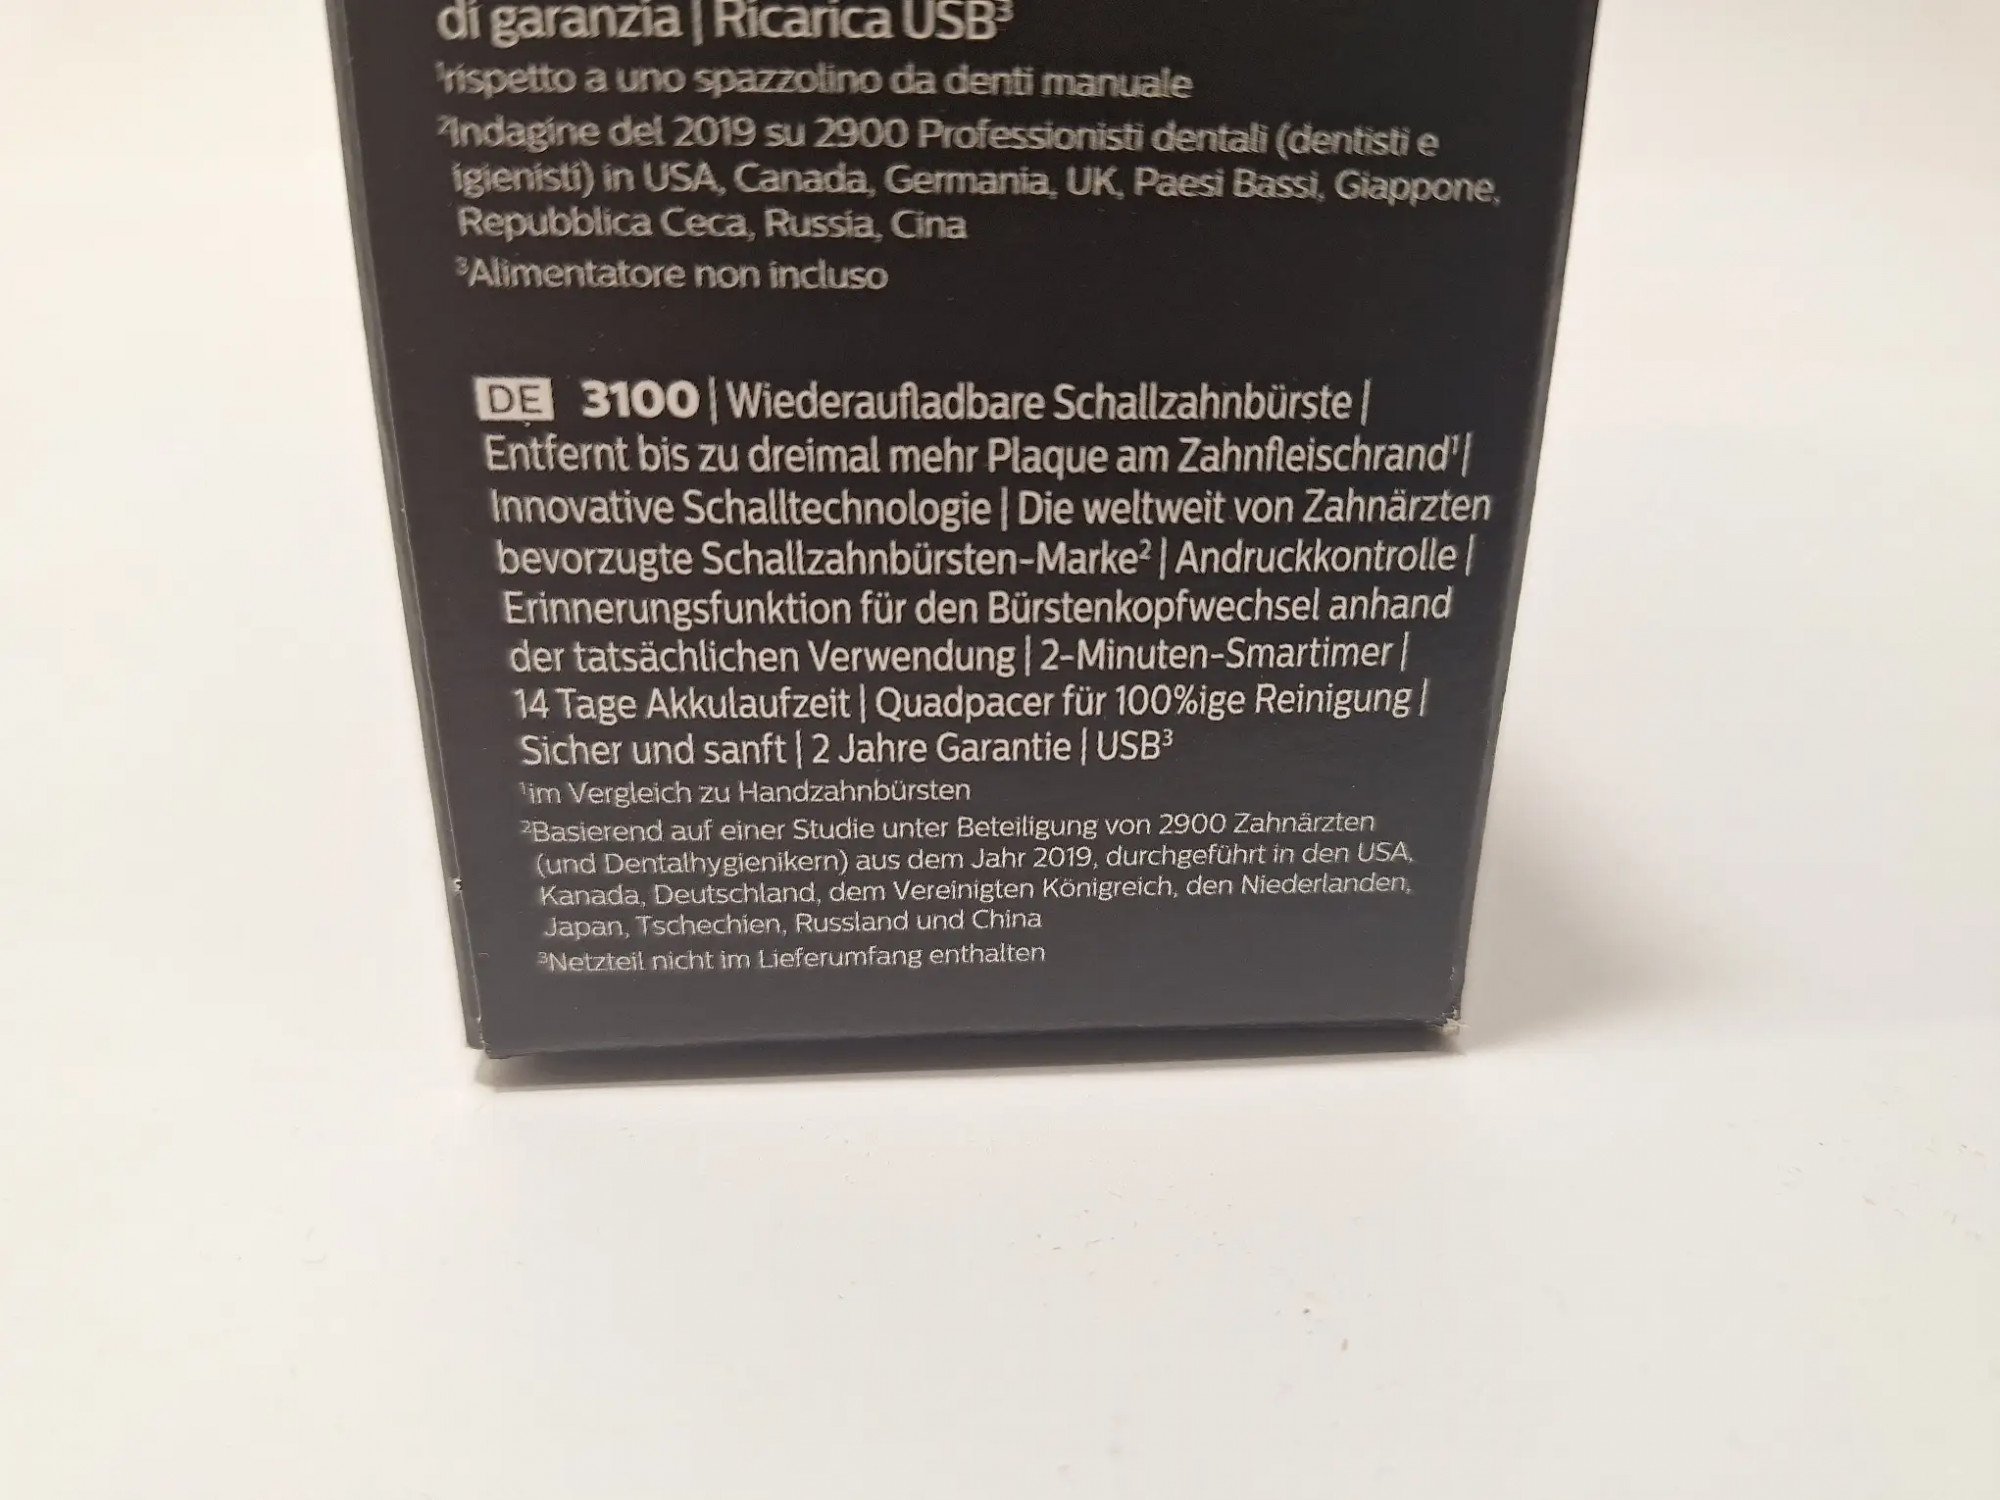 di garanzia | Ricarica USB³
¹rispetto a uno spazzolino da denti manuale
²Indagine del 2019 su 2900 Professionisti dentali (dentisti e
igienisti) in USA, Canada, Germania, UK, Paesi Bassi, Giappone,
Repubblica Ceca, Russia, Cina
³Alimentatore non incluso
DE 3100 | Wiederaufladbare Schallzahnbürste |
Entfernt bis zu dreimal mehr Plaque am Zahnfleischrand¹ |
Innovative Schalltechnologie | Die weltweit von Zahnärzten
bevorzugte Schallzahnbürsten-Marke² | Andruckkontrolle |
Erinnerungsfunktion für den Bürstenkopfwechsel anhand
der tatsächlichen Verwendung | 2-Minuten-Smartimer |
14 Tage Akkulaufzeit | Quadpacer für 100%ige Reinigung |
Sicher und sanft | 2 Jahre Garantie | USB³
¹im Vergleich zu Handzahnbürsten
²Basierend auf einer Studie unter Beteiligung von 2900 Zahnärzten
(und Dentalhygienikern) aus dem Jahr 2019, durchgeführt in den USA,
Kanada, Deutschland, dem Vereinigten Königreich, den Niederlanden,
Japan, Tschechien, Russland und China
³Netzteil nicht im Lieferumfang enthalten